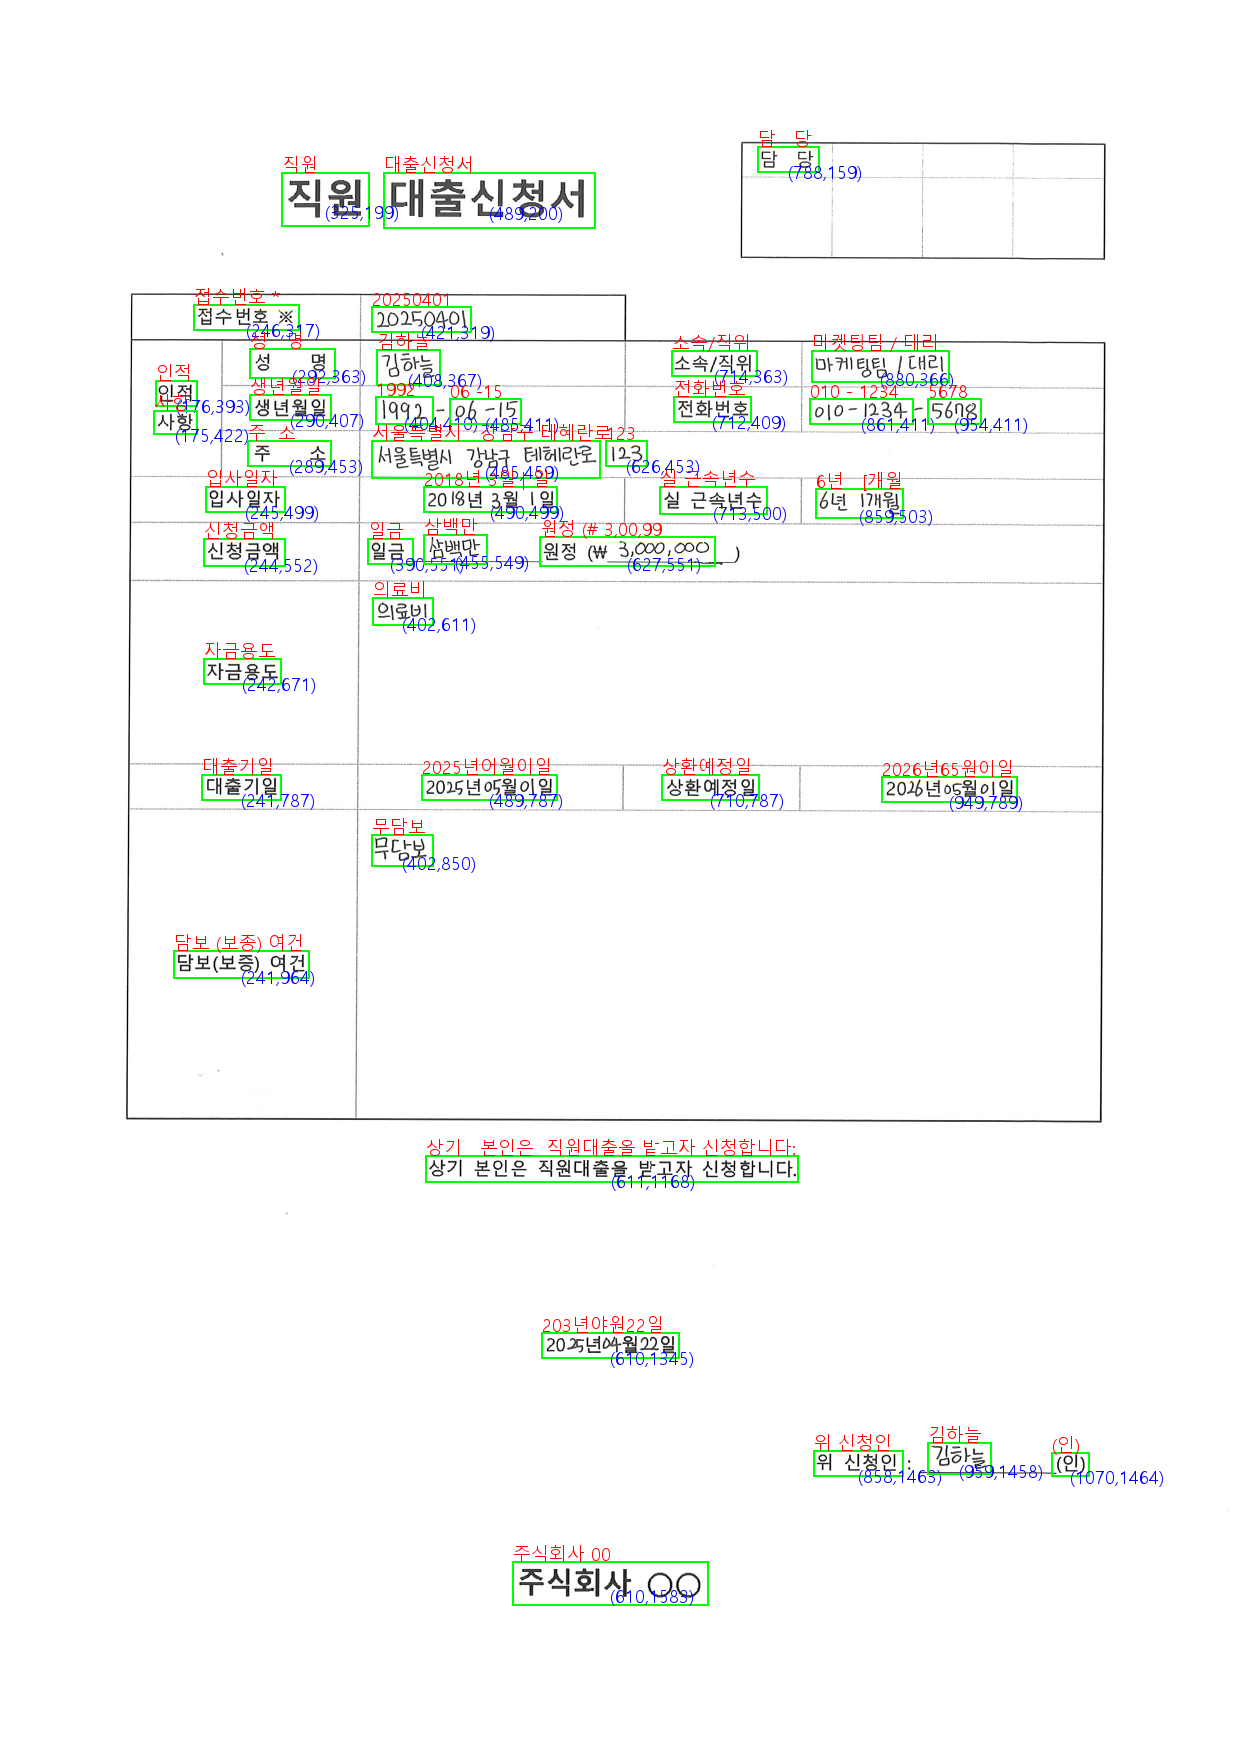 담 당
담 당
(788,159)
직원 대출신청서
직원 대출신청서
(325,199) (489,200)
접수번호 * 20250401
접수번호 ※ 20250401
(246,317) (421,319)
성 명 김하늘 소속/직위 마켓팅팀 / 대리
성 명 김하늘 소속/직위 마케팅팀 / 대리
(292,363) (408,367) (714,363) (880,366)
인적
인적
(176,393)
생년월일 1992 06 -15 전화번호 010 - 1234 5678
생년월일 1992 - 06 -15 전화번호 010-1234 - 5678
(290,407) (404,410) (485,411) (712,409) (861,411) (954,411)
사항
(175,422)
주 소 서울특별시 강남구 테헤란로 123
주 소 서울특별시 강남구 테헤란로 123
(289,453) (485,459) (626,453)
입사일자 2018년 3월 1일 실 근속년수 6년 [개월
입사일자 2018년 3월 1일 실 근속년수 6년 1개월
(245,499) (490,499) (713,500) (859,503)
신청금액 일금 삼백만 원정 (# 3,00,99
신청금액 일금 삼백만 원정 (₩ 3,000,000 )
(244,552) (390,551) (455,549) (627,551)
의료비
의료비
(402,611)
자금용도
자금용도
(242,671)
대출기일 2025년어월이일 상환예정일 2026년65원이일
대출기일 2025년05월01일 상환예정일 2026년05월01일
(241,787) (489,787) (710,787) (949,789)
무담보
무담보
(402,850)
담보 (보종) 여건
담보(보증) 여건
(241,964)
상기 본인은 직원대출을 받고자 신청합니다:
상기 본인은 직원대출을 받고자 신청합니다.
(611,1168)
203년야원22일
2025년04월22일
(610,1345)
위 신청인 김하늘 (인)
위 신청인 : 김하늘 (인)
(858,1463) (959,1458) (1070,1464)
주식회사 00
주식회사 ○○
(610,1583)